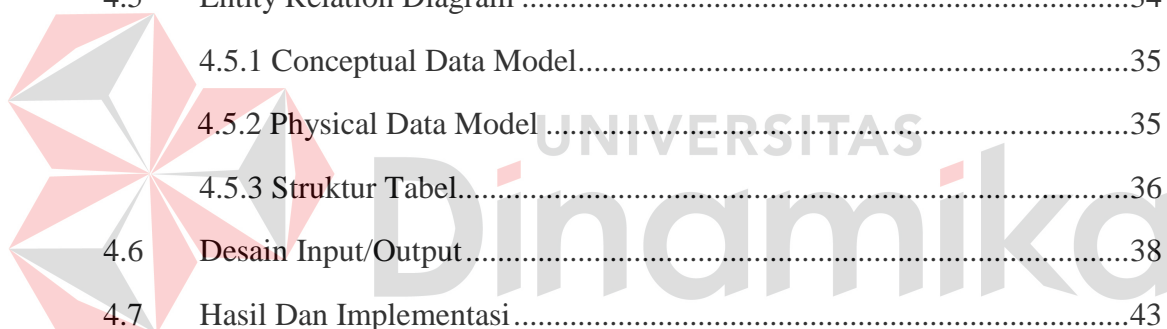 4.5 Entity Relation Diagram ........................................................................34
4.5.1 Conceptual Data Model..................................................................35
4.5.2 Physical Data Model ......................................................................35
4.5.3 Struktur Tabel.................................................................................36
4.6 Desain Input/Output................................................................................38
4.7 Hasil Dan Implementasi..........................................................................43
UNIVERSITAS
Dinamika